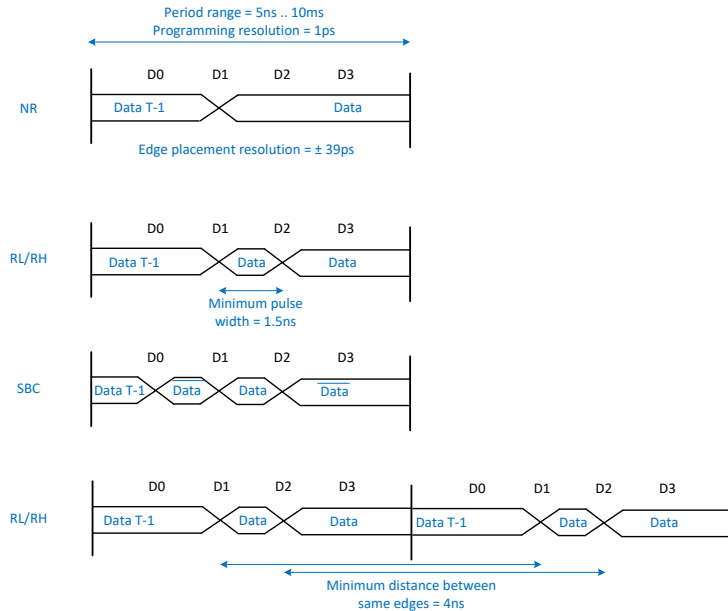 Period range = 5ns .. 10ms
Programming resolution = 1ps
D0 D1 D2 D3
NR Data T-1 Data
Edge placement resolution = ± 39ps
D0 D1 D2 D3
RL/RH Data T-1 Data Data
Minimum pulse
width = 1.5ns
D0 D1 D2 D3
SBC Data T-1 Data Data Data
D0 D1 D2 D3 D0 D1 D2 D3
RL/RH Data T-1 Data Data Data T-1 Data Data
Minimum distance between
same edges = 4ns